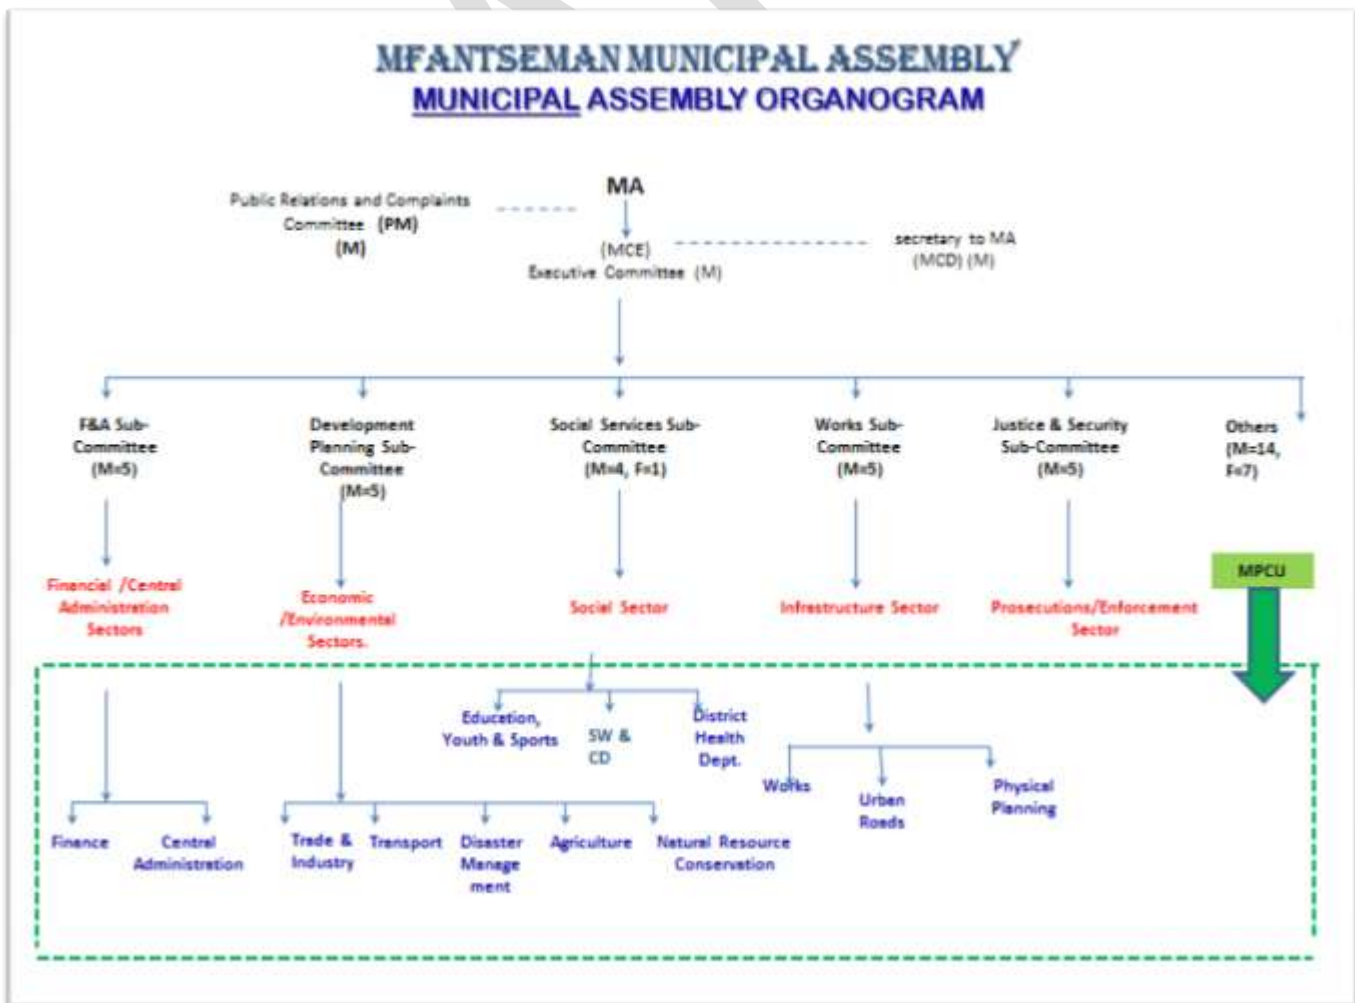 MFANTSEMAN MUNICIPAL ASSEMBLY
MUNICIPAL ASSEMBLY ORGANOGRAM
MA
Public Relations and Complaints
Committee (PM)
(M)
(MCE)
Executive Committee (M)
secretary to MA
(MCD) (M)
F&A Sub-
Committee
(M=5)
Development
Planning Sub-
Committee
(M=5)
Social Services Sub-
Committee
(M=4, F=1)
Works Sub-
Committee
(M=5)
Justice & Security
Sub-Committee
(M=5)
Others
(M=14,
F=7)
MPCU
Financial /Central
Administration
Sectors
Economic
/Environmental
Sectors.
Social Sector
Infrastructure Sector
Prosecutions/Enforcement
Sector
Education,
Youth & Sports
SW &
CD
District
Health
Dept.
Works
Urban
Roads
Physical
Planning
Finance
Central
Administration
Trade &
Industry
Transport
Disaster
Manage
ment
Agriculture
Natural Resource
Conservation